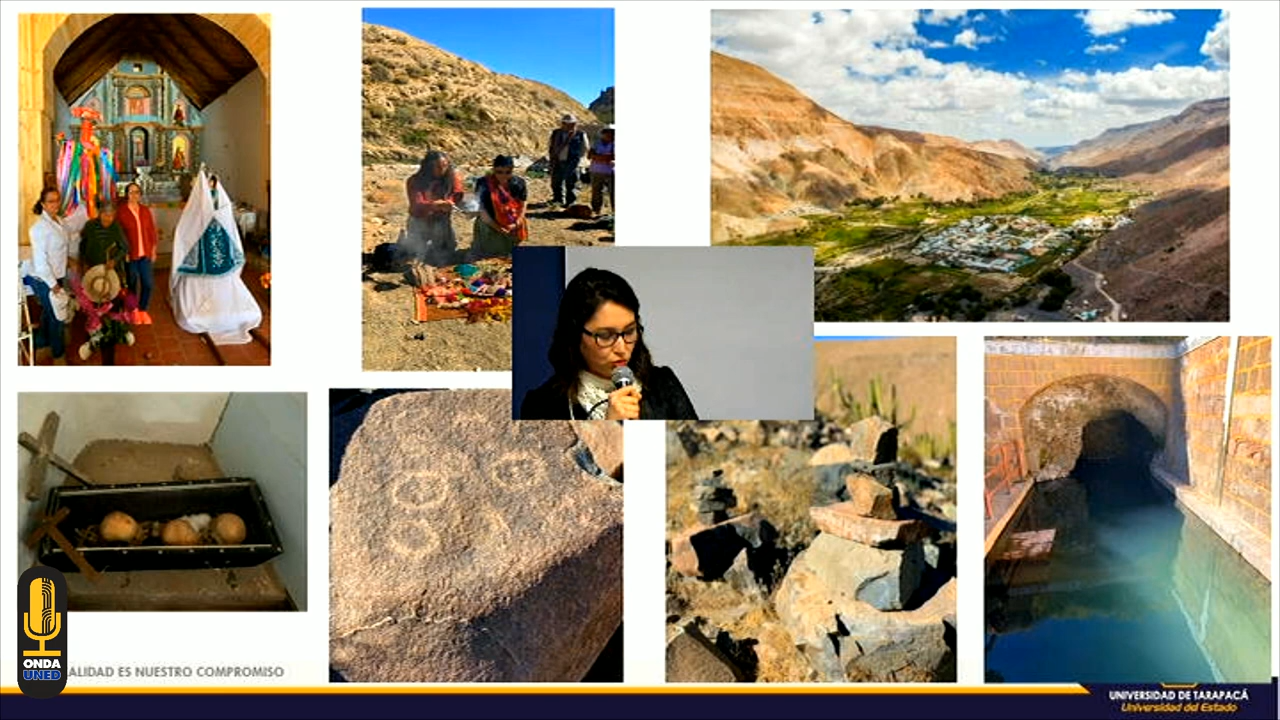 ONDA
UNED
ALIDAD ES NUESTRO COMPROMISO
UNIVERSIDAD DE TARAPACÁ
Universidad del Estado